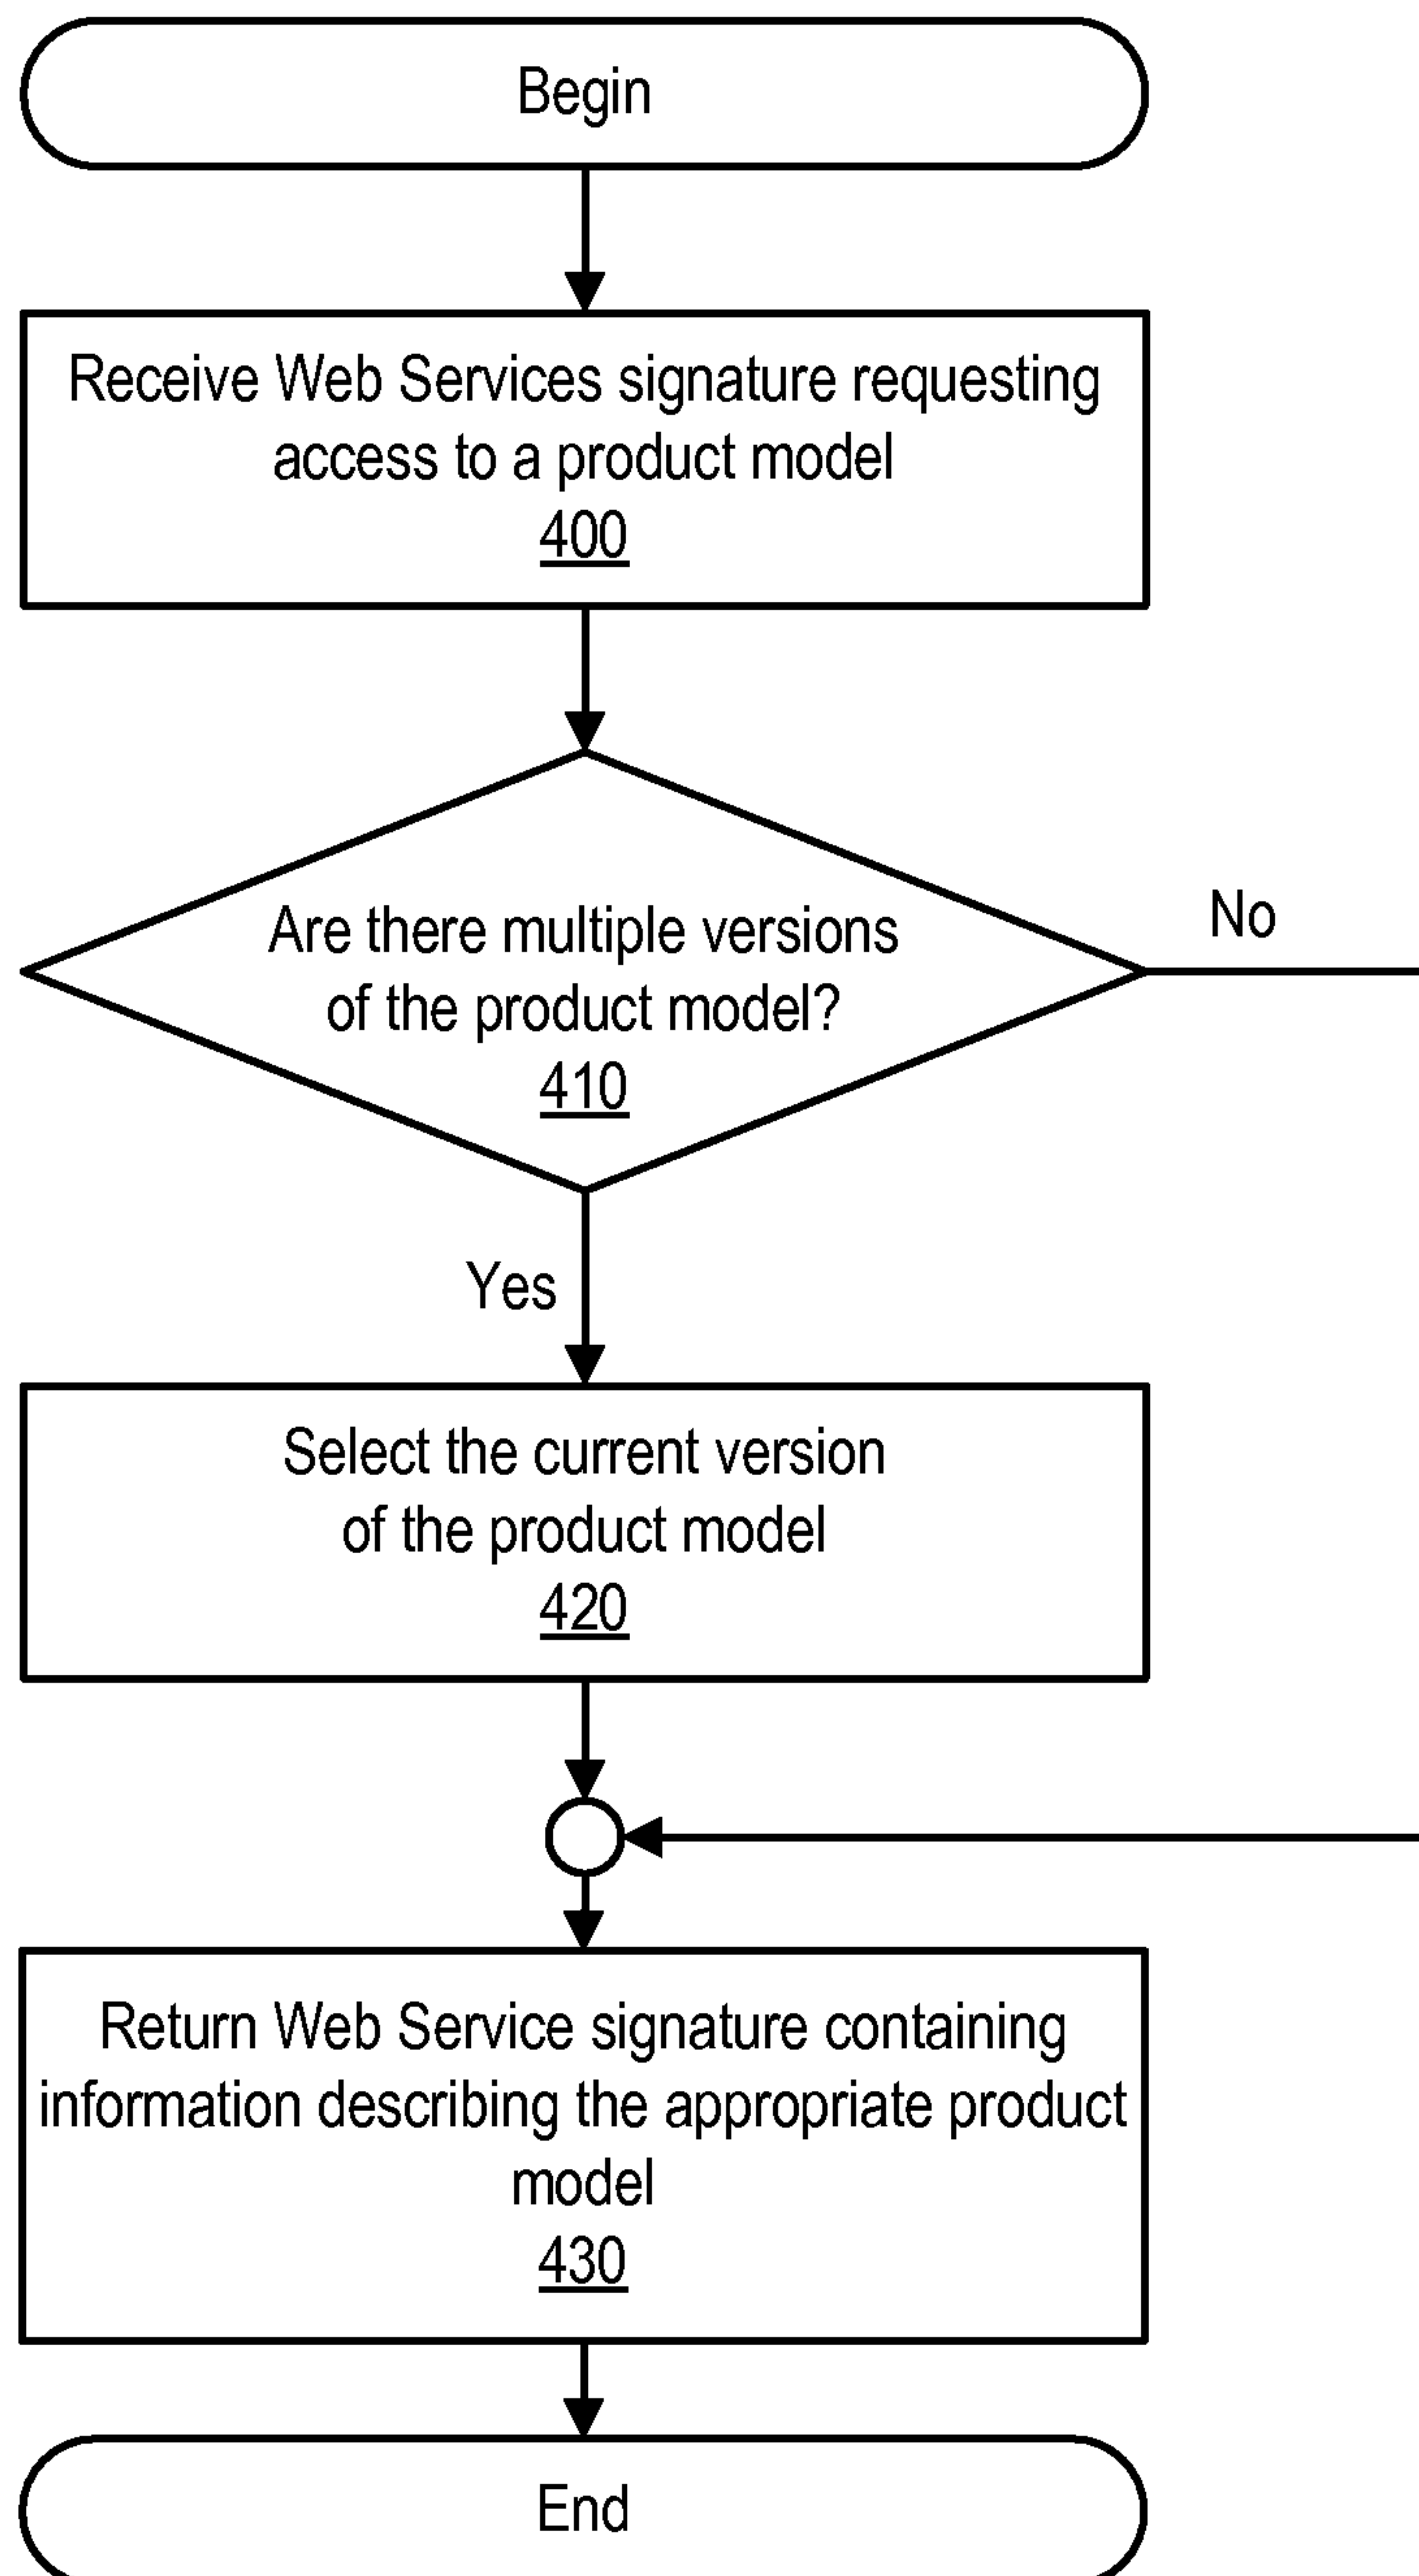 Begin
Receive Web Services signature requesting
access to a product model
400
Are there multiple versions
of the product model?
410
No
Yes
Select the current version
of the product model
420
Return Web Service signature containing
information describing the appropriate product
model
430
End